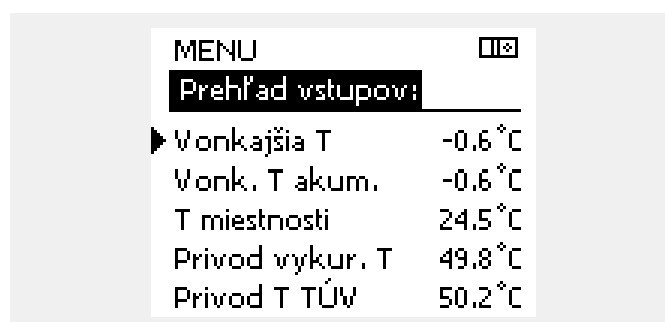 MENU
Prehľad vstupov:
Vonkajšia T -0.6°C
Vonk. T akum. -0.6°C
T miestnosti 24.5°C
Privod vykur. T 49.8°C
Privod T TÚV 50.2°C